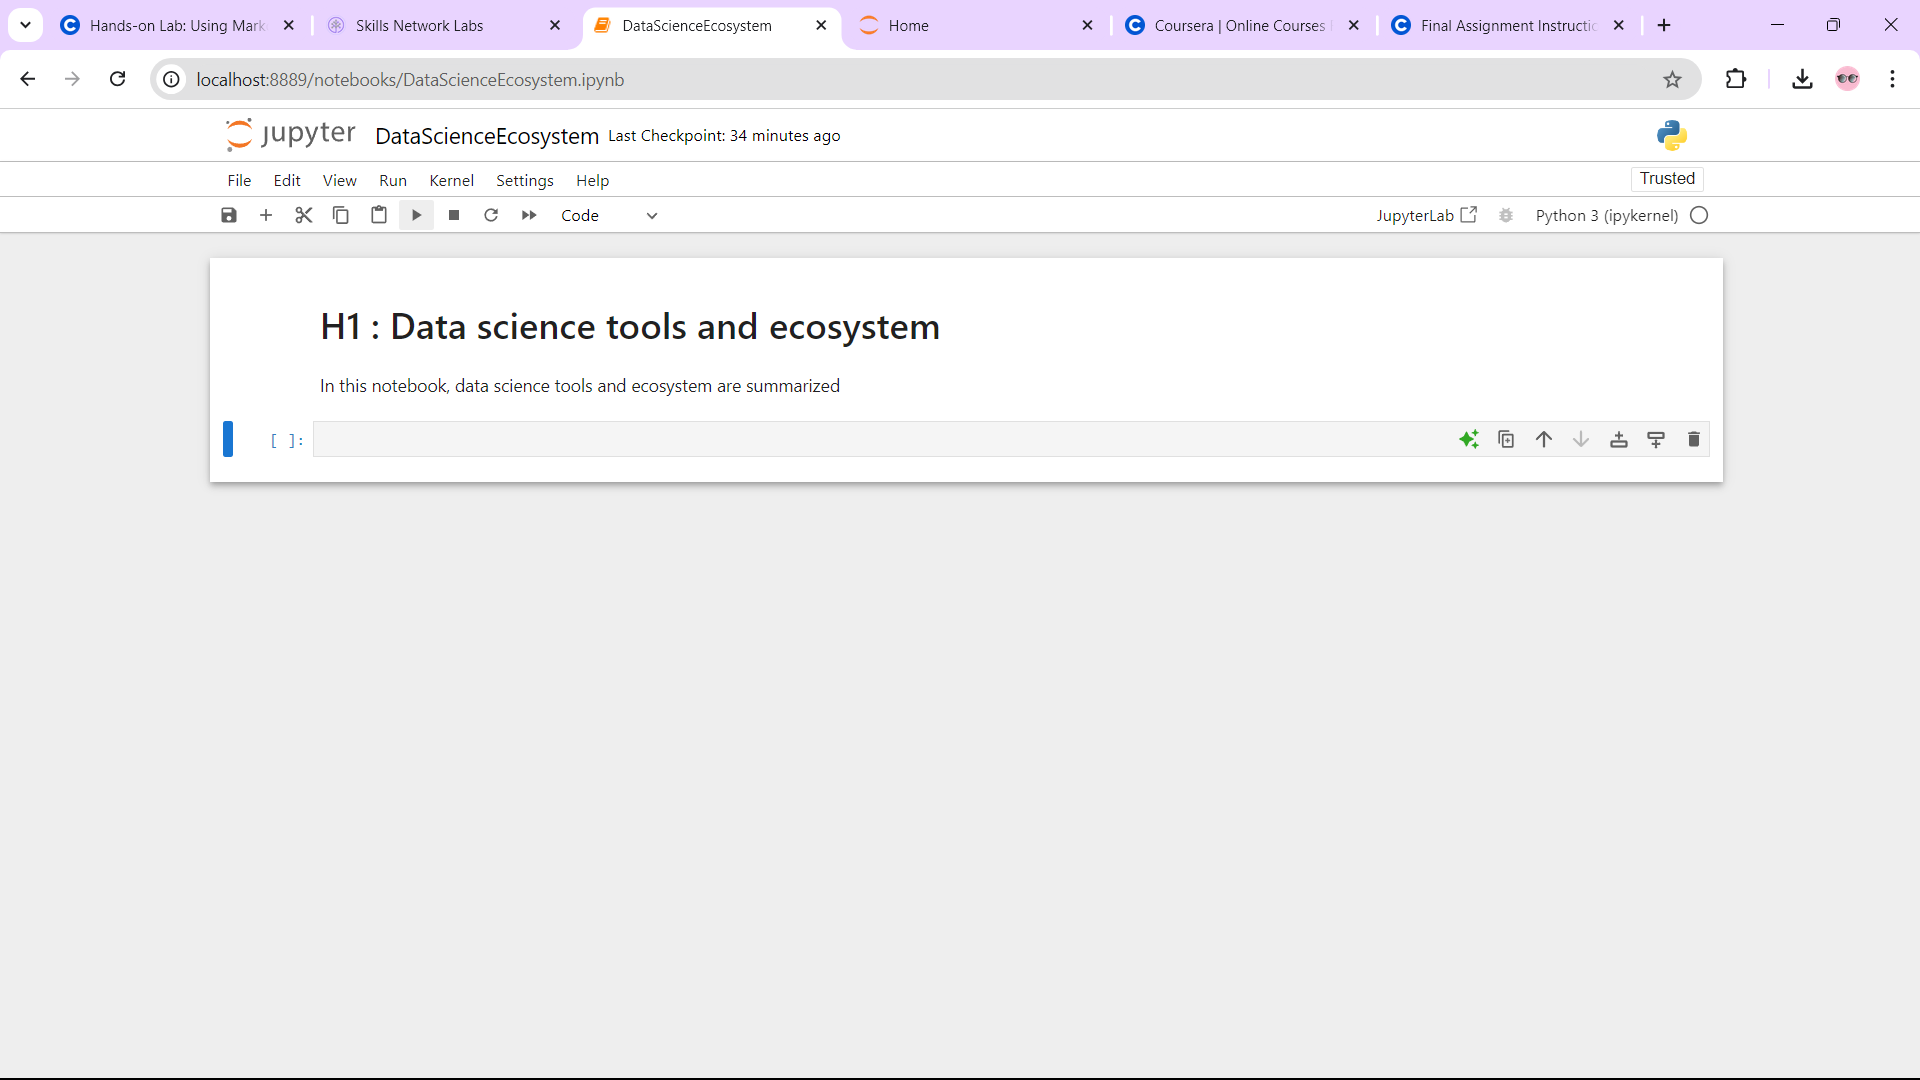 Hands-on Lab: Using Mark
Skills Network Labs
DataScienceEcosystem
Home
Coursera | Online Courses
Final Assignment Instructio
localhost:8889/notebooks/DataScienceEcosystem.ipynb
jupyter DataScienceEcosystem Last Checkpoint: 34 minutes ago
File Edit View Run Kernel Settings Help
Trusted
Code
JupyterLab
Python 3 (ipykernel)
H1 : Data science tools and ecosystem
In this notebook, data science tools and ecosystem are summarized
[ ]: